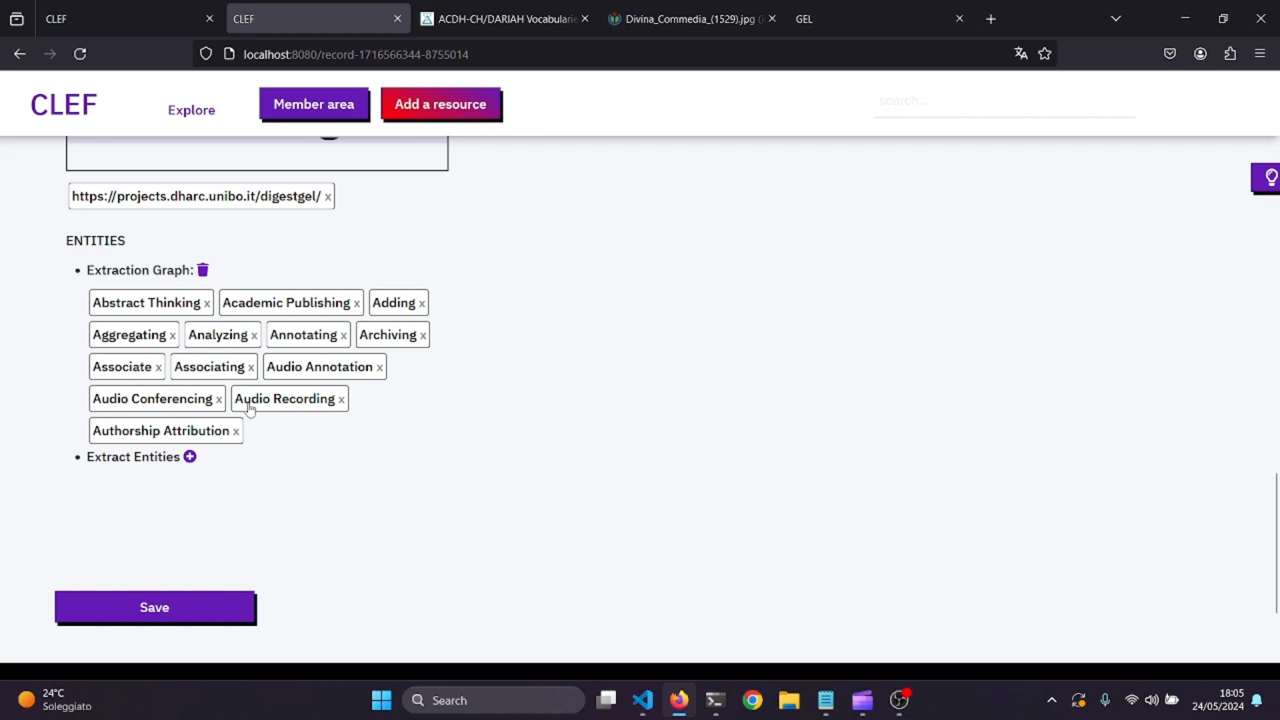 CLEF ×
CLEF ×
ACDH-CH/DARIAH Vocabularie ×
Divina_Commedia_(1529).jpg ( ×
GEL ×
localhost:8080/record-1716566344-8755014
CLEF
Explore
Member area
Add a resource
search...
https://projects.dharc.unibo.it/digestgel/ x
ENTITIES
• Extraction Graph:
Abstract Thinking x Academic Publishing x Adding x
Aggregating x Analyzing x Annotating x Archiving x
Associate x Associating x Audio Annotation x
Audio Conferencing x Audio Recording x
Authorship Attribution x
• Extract Entities
Save
24°C
Soleggiato
Search
18:05
24/05/2024